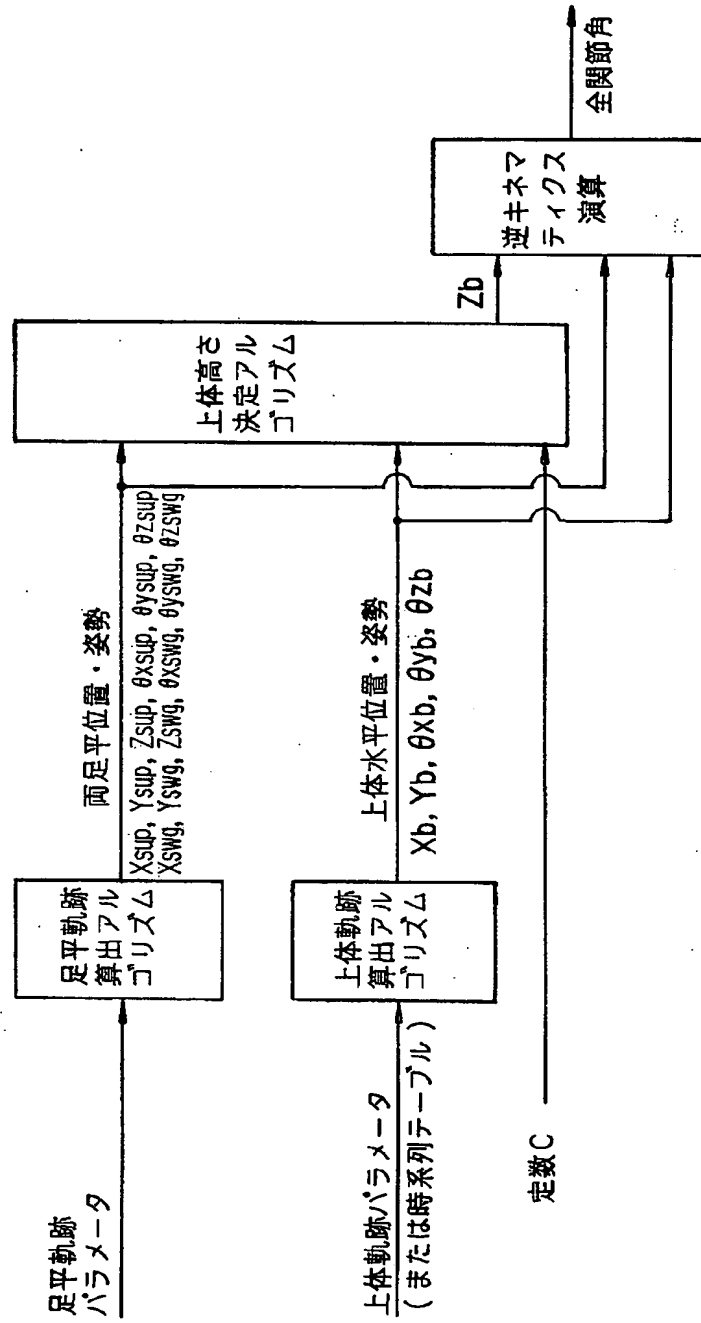 足平軌跡
パラメータ
足平軌跡
算出アル
ゴリズム
両足平位置・姿勢
Xsup, Ysup, Zsup, θxsup, θysup, θzsup
Xswg, Yswg, Zswg, θxswg, θyswg, θzswg
上体軌跡パラメータ
(または時系列テーブル)
上体軌跡
算出アル
ゴリズム
上体水平位置・姿勢
Xb, Yb, θxb, θyb, θzb
定数C
上体高さ
決定アル
ゴリズム
Zb
逆キネマ
ティクス
演算
全関節角